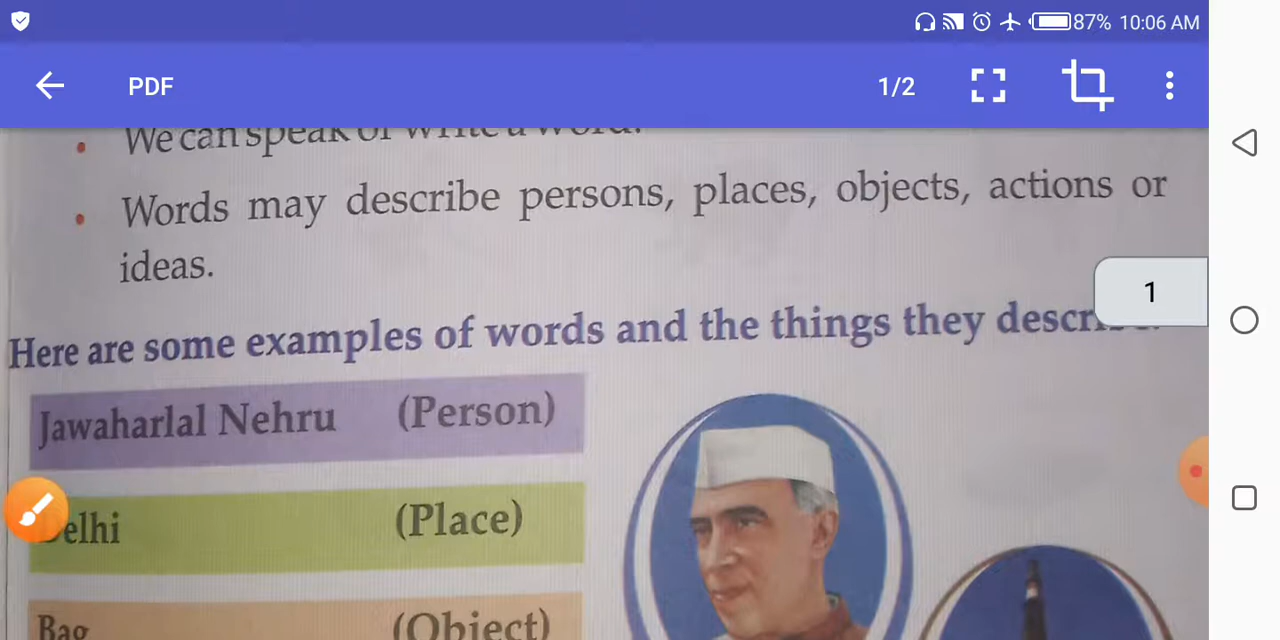 87% 10:06 AM
PDF
1/2
We can speak or write a word.
Words may describe persons, places, objects, actions or
ideas.
1
Here are some examples of words and the things they
Jawaharlal Nehru (Person)
elhi (Place)
Bag (Object)